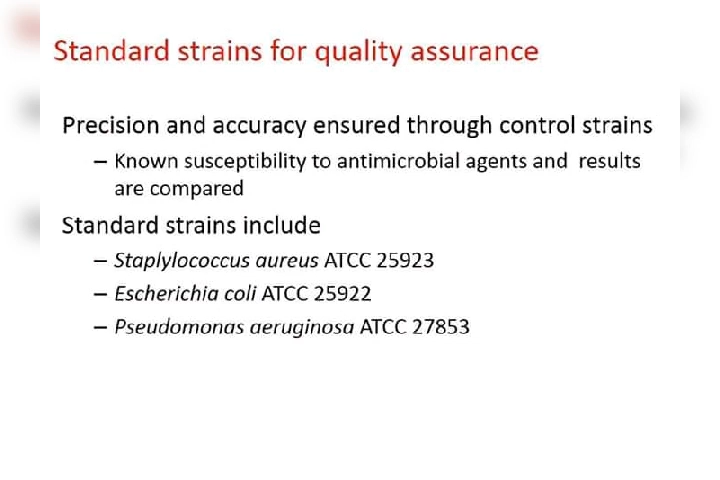 Standard strains for quality assurance
Precision and accuracy ensured through control strains
– Known susceptibility to antimicrobial agents and results
are compared
Standard strains include
– Staplylococcus aureus ATCC 25923
– Escherichia coli ATCC 25922
– Pseudomonas aeruginosa ATCC 27853